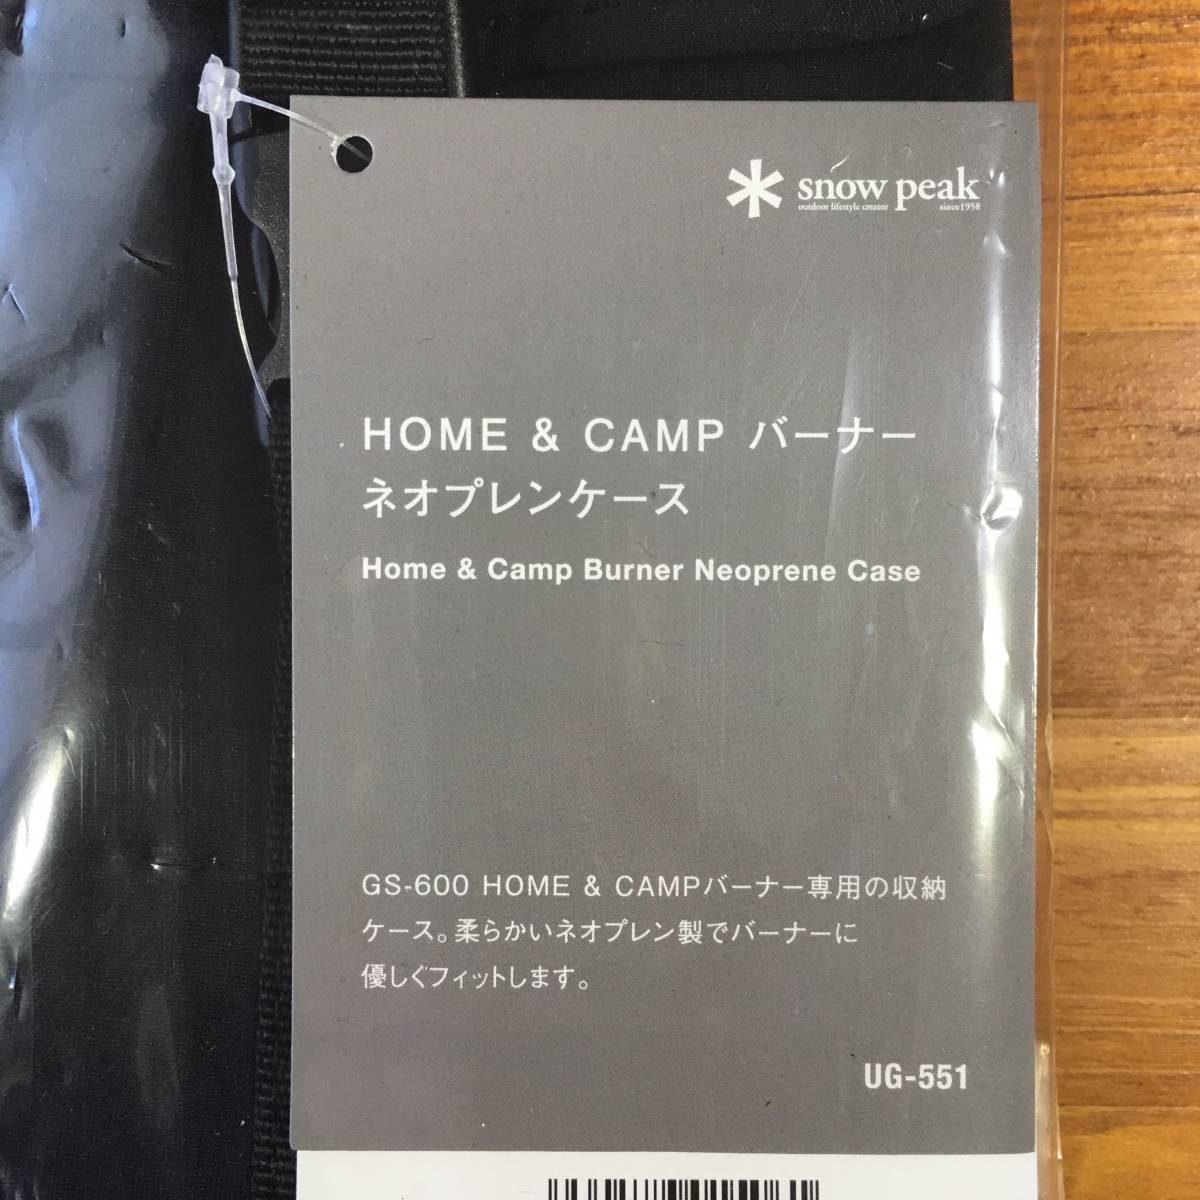 snow peak
outdoor lifestyle creator since1958
HOME & CAMP バーナー
ネオプレンケース
Home & Camp Burner Neoprene Case
GS-600 HOME & CAMPバーナー専用の収納
ケース。柔らかいネオプレン製でバーナーに
優しくフィットします。
UG-551